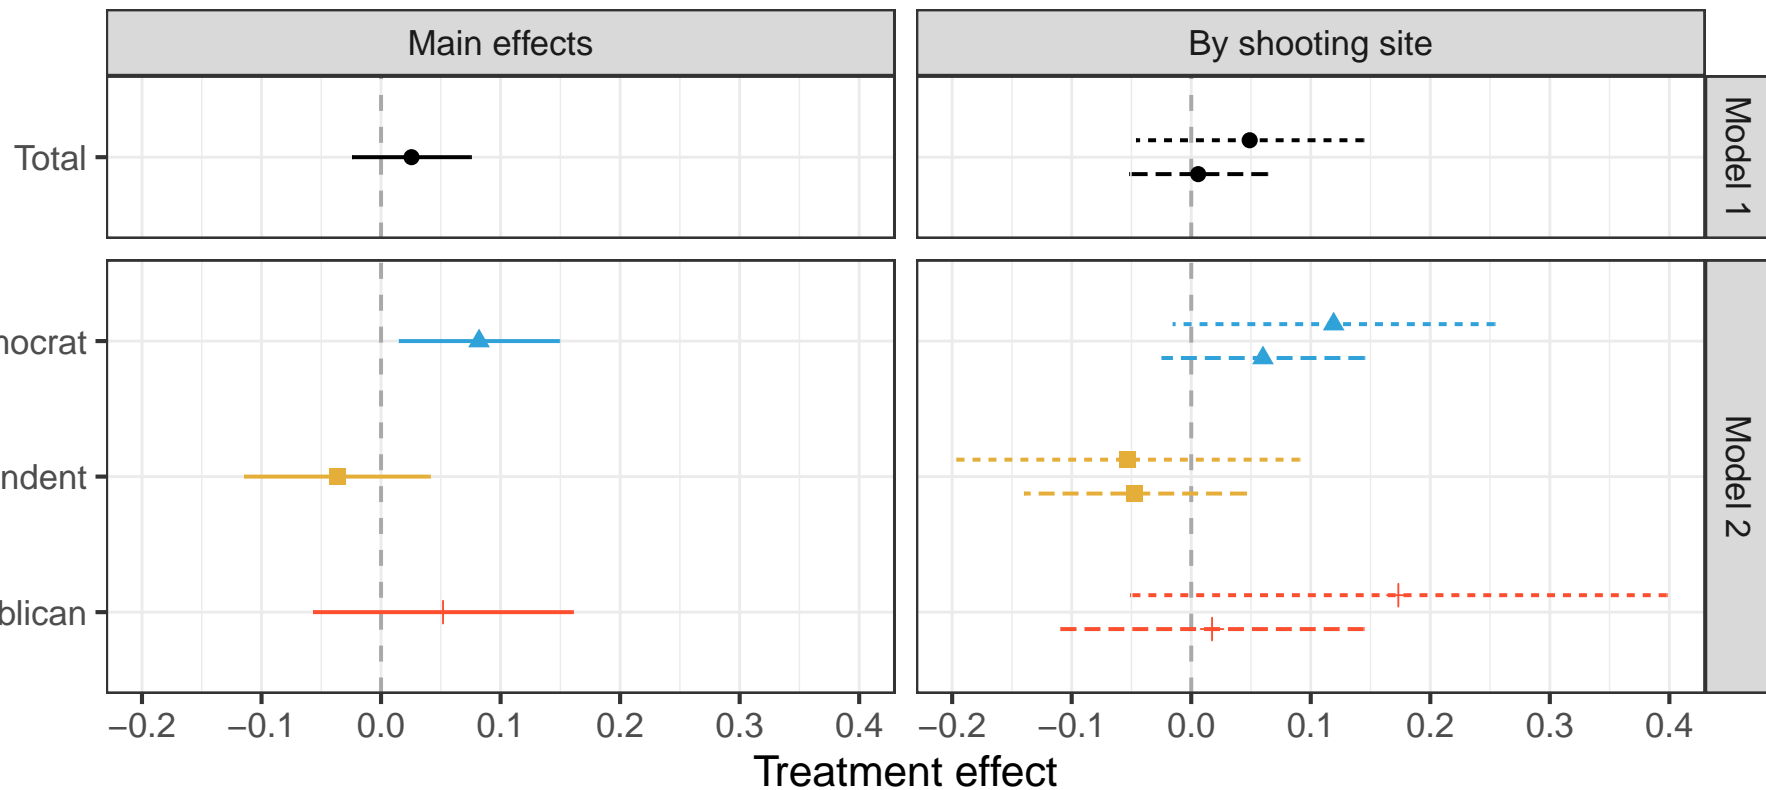 Main effects
By shooting site
Total
Model 1
nocrat
ndent
blican
Model 2
−0.2 −0.1 0.0 0.1 0.2 0.3 0.4
−0.2 −0.1 0.0 0.1 0.2 0.3 0.4
Treatment effect